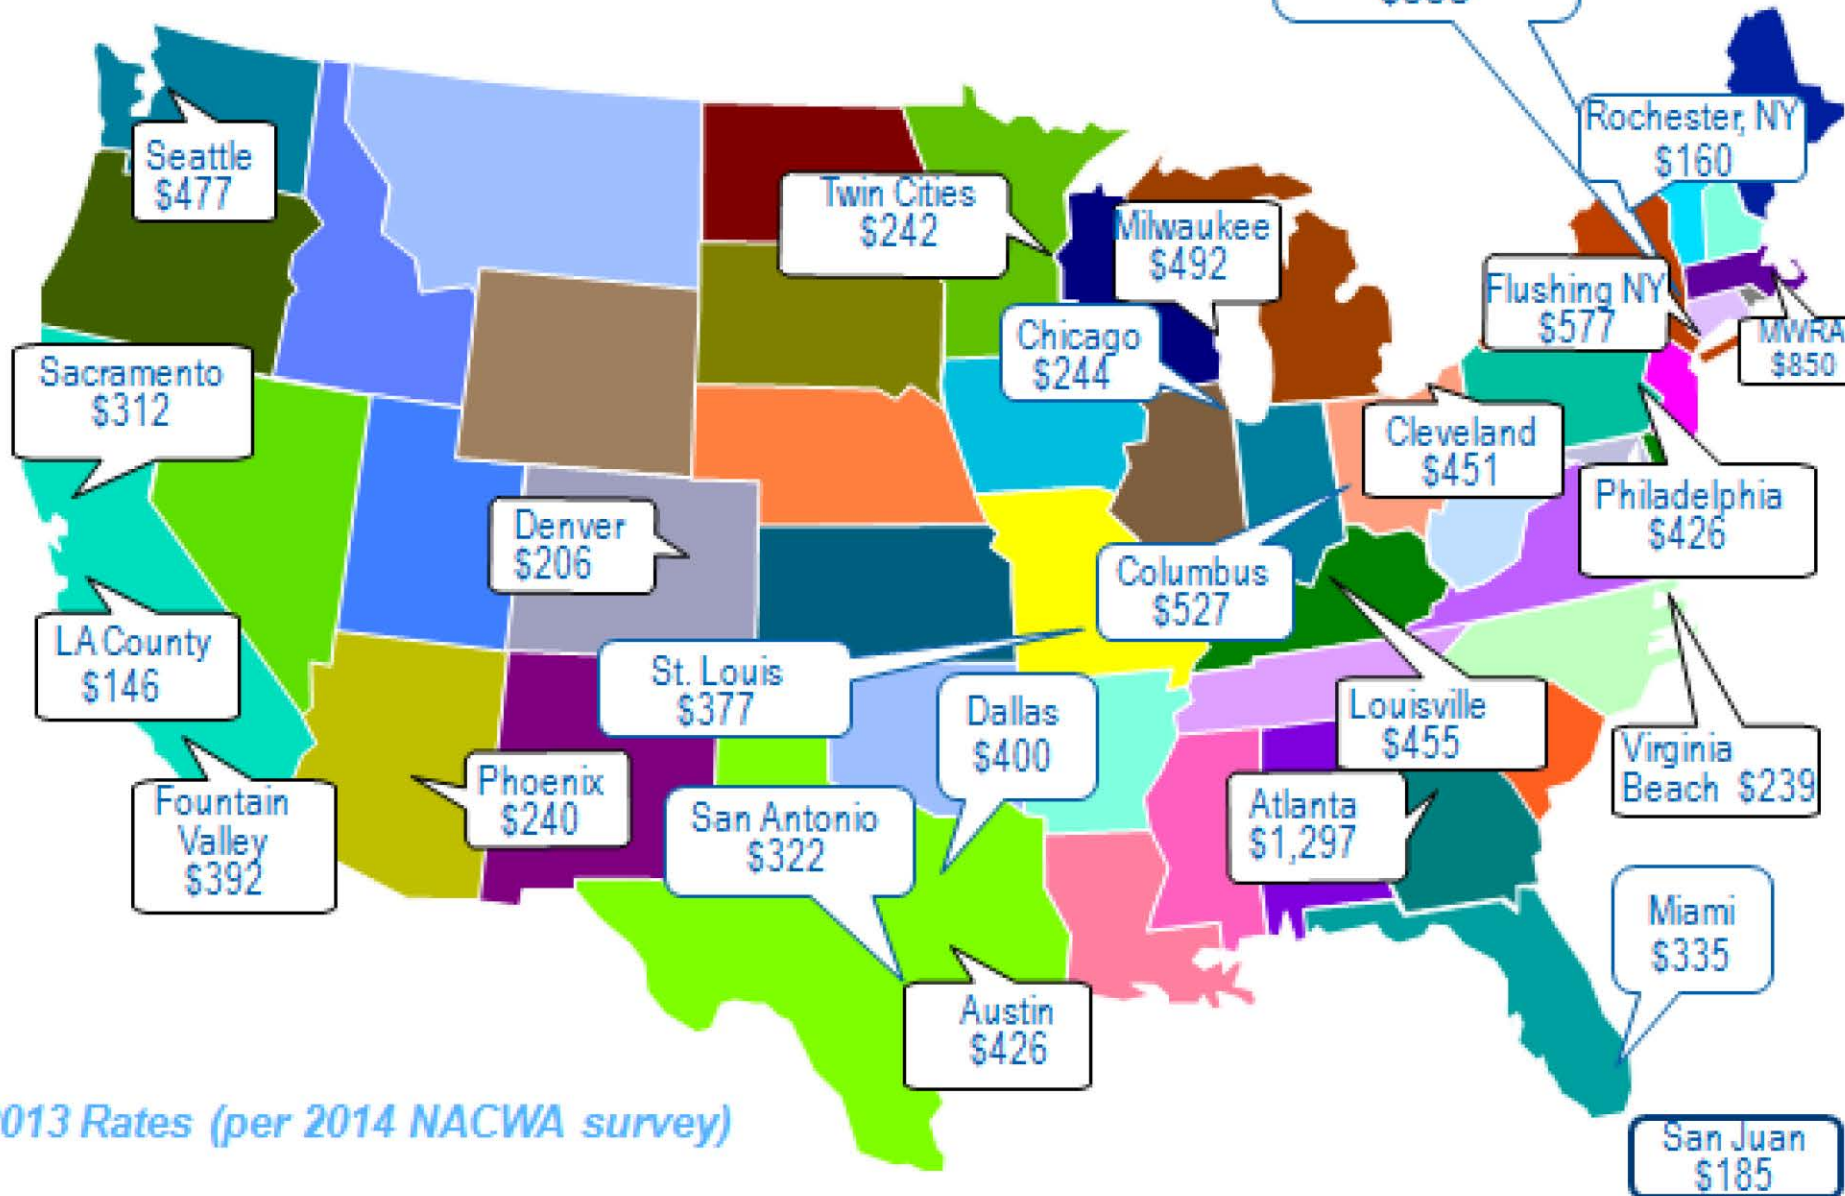 Rochester, NY
$160
Seattle
$477
Twin Cities
$242
Milwaukee
$492
Flushing NY
$577
MWRA
$850
Chicago
$244
Sacramento
$312
Cleveland
$451
Philadelphia
$426
Denver
$206
Columbus
$527
LA County
$146
St. Louis
$377
Dallas
$400
Louisville
$455
Virginia
Beach $239
Phoenix
$240
Fountain
Valley
$392
San Antonio
$322
Atlanta
$1,297
Miami
$335
Austin
$426
013 Rates (per 2014 NACWA survey)
San Juan
$185